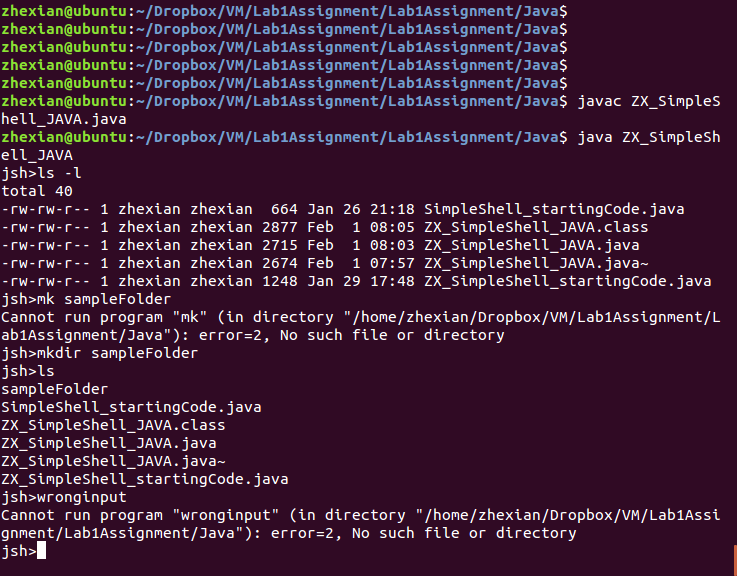 zhexian@ubuntu:~/Dropbox/VM/Lab1Assignment/Lab1Assignment/Java$
zhexian@ubuntu:~/Dropbox/VM/Lab1Assignment/Lab1Assignment/Java$
zhexian@ubuntu:~/Dropbox/VM/Lab1Assignment/Lab1Assignment/Java$
zhexian@ubuntu:~/Dropbox/VM/Lab1Assignment/Lab1Assignment/Java$
zhexian@ubuntu:~/Dropbox/VM/Lab1Assignment/Lab1Assignment/Java$
zhexian@ubuntu:~/Dropbox/VM/Lab1Assignment/Lab1Assignment/Java$ javac ZX_SimpleS
hell_JAVA.java
zhexian@ubuntu:~/Dropbox/VM/Lab1Assignment/Lab1Assignment/Java$ java ZX_SimpleSh
ell_JAVA
jsh>ls -l
total 40
-rw-rw-r-- 1 zhexian zhexian  664 Jan 26 21:18 SimpleShell_startingCode.java
-rw-rw-r-- 1 zhexian zhexian 2877 Feb  1 08:05 ZX_SimpleShell_JAVA.class
-rw-rw-r-- 1 zhexian zhexian 2715 Feb  1 08:03 ZX_SimpleShell_JAVA.java
-rw-rw-r-- 1 zhexian zhexian 2674 Feb  1 07:57 ZX_SimpleShell_JAVA.java~
-rw-rw-r-- 1 zhexian zhexian 1248 Jan 29 17:48 ZX_SimpleShell_startingCode.java
jsh>mk sampleFolder
Cannot run program "mk" (in directory "/home/zhexian/Dropbox/VM/Lab1Assignment/L
ab1Assignment/Java"): error=2, No such file or directory
jsh>mkdir sampleFolder
jsh>ls
sampleFolder
SimpleShell_startingCode.java
ZX_SimpleShell_JAVA.class
ZX_SimpleShell_JAVA.java
ZX_SimpleShell_JAVA.java~
ZX_SimpleShell_startingCode.java
jsh>wronginput
Cannot run program "wronginput" (in directory "/home/zhexian/Dropbox/VM/Lab1Assi
gnment/Lab1Assignment/Java"): error=2, No such file or directory
jsh>